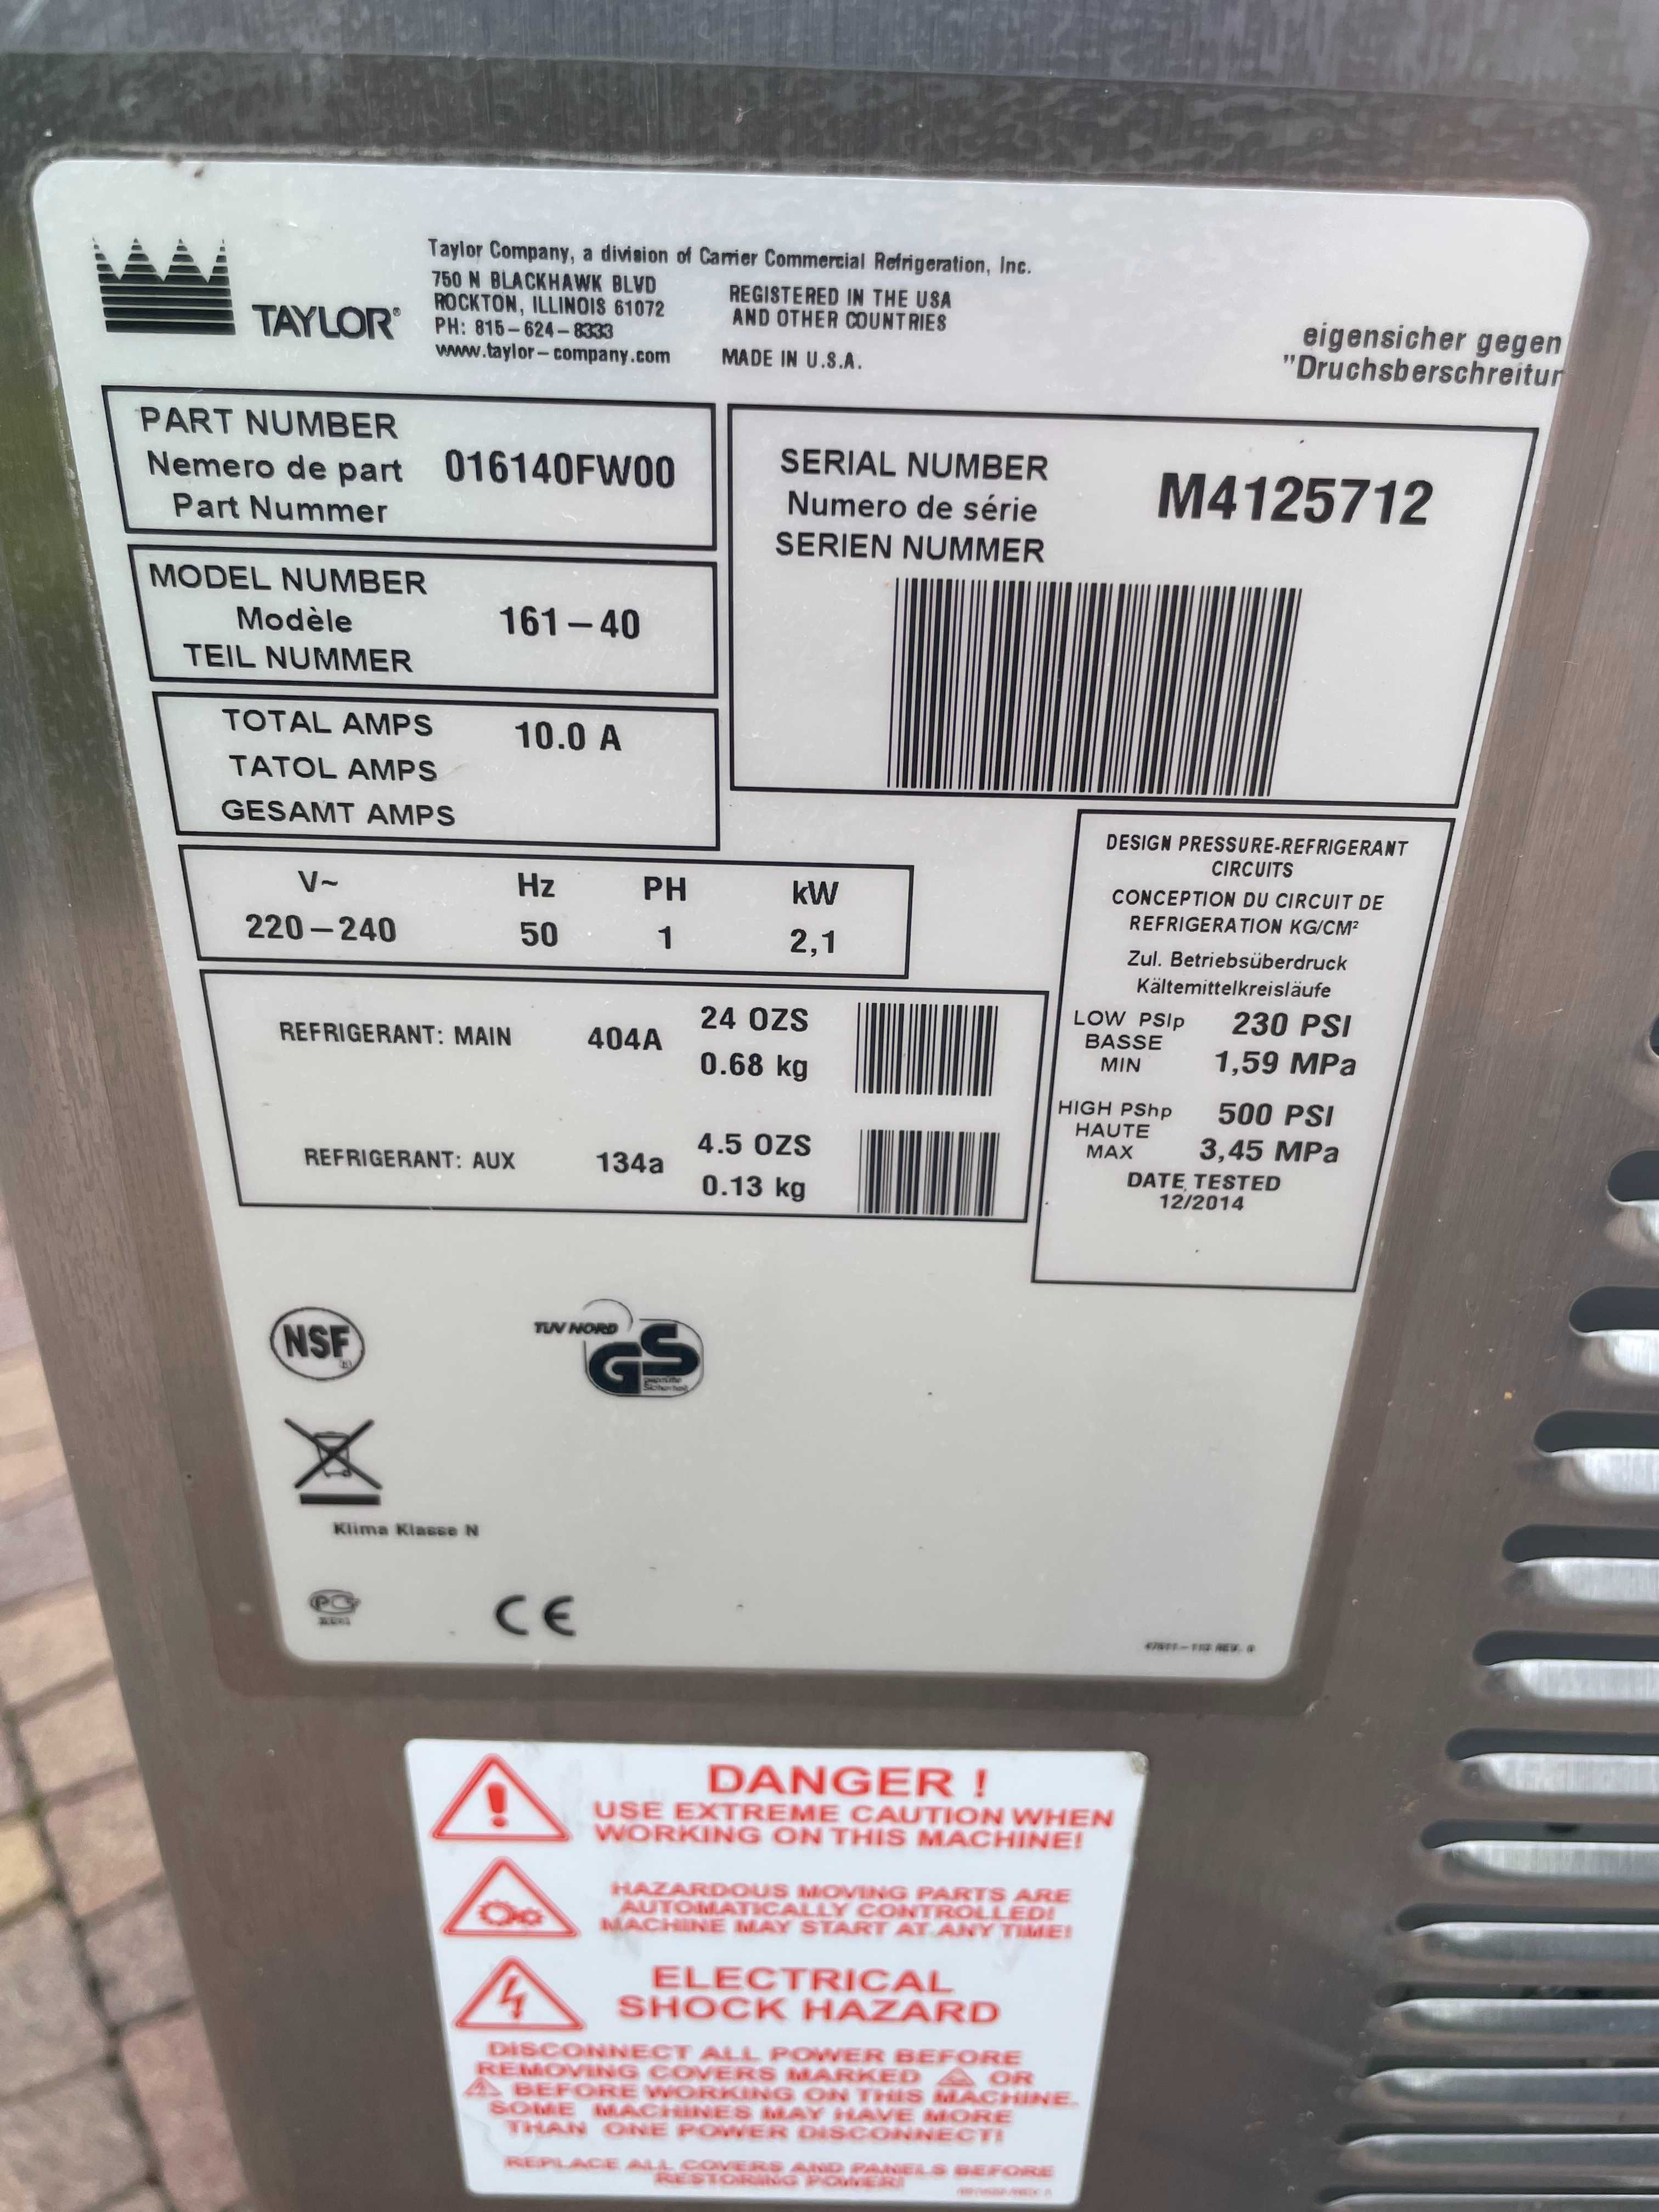 TAYLOR®
Taylor Company, a division of Carrier Commercial Refrigeration, Inc.
750 N BLACKHAWK BLVD
ROCKTON, ILLINOIS 61072
PH: 815-624-8333
www.taylor-company.com
REGISTERED IN THE USA
AND OTHER COUNTRIES
MADE IN U.S.A.
eigensicher gegen
"Druchsberschreitur
PART NUMBER
Nemero de part 016140FW00
Part Nummer
SERIAL NUMBER
Numero de série M4125712
SERIEN NUMMER
MODEL NUMBER
Modèle 161-40
TEIL NUMMER
TOTAL AMPS 10.0 A
TATOL AMPS
GESAMT AMPS
V~ Hz PH kW
220-240 50 1 2,1
REFRIGERANT: MAIN 404A 24 OZS
0.68 kg
REFRIGERANT: AUX 134a 4.5 OZS
0.13 kg
DESIGN PRESSURE-REFRIGERANT
CIRCUITS
CONCEPTION DU CIRCUIT DE
REFRIGERATION KG/CM²
Zul. Betriebsüberdruck
Kältemittelkreisläufe
LOW PSIp 230 PSI
BASSE
MIN 1,59 MPa
HIGH PShp 500 PSI
HAUTE
MAX 3,45 MPa
DATE TESTED
12/2014
NSF
TUV NORD
GS
geprüfte
Sicherheit
Klima Klasse N
CE
DANGER !
USE EXTREME CAUTION WHEN
WORKING ON THIS MACHINE!
HAZARDOUS MOVING PARTS ARE
AUTOMATICALLY CONTROLLED!
MACHINE MAY START AT ANY TIME!
ELECTRICAL
SHOCK HAZARD
DISCONNECT ALL POWER BEFORE
REMOVING COVERS MARKED OR
BEFORE WORKING ON THIS MACHINE.
SOME MACHINES MAY HAVE MORE
THAN ONE POWER DISCONNECT!
REPLACE ALL COVERS AND PANELS BEFORE
RESTORING POWER!